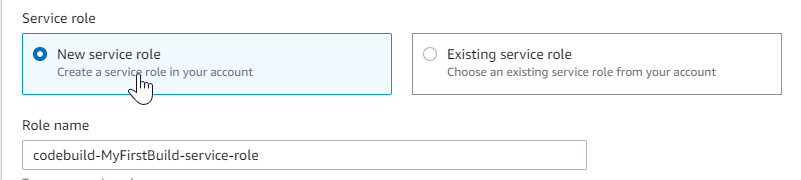 Service role
New service role
Create a service role in your account
Existing service role
Choose an existing service role from your account
Role name
codebuild-MyFirstBuild-service-role